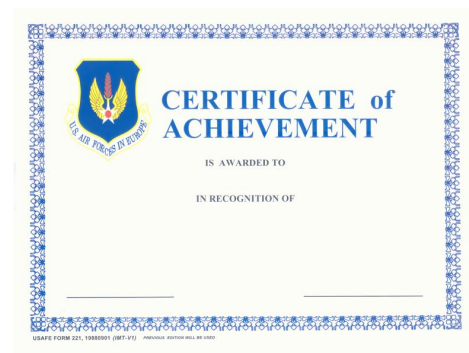 CERTIFICATE of
ACHIEVEMENT
U.S. AIR FORCES IN EUROPE
IS AWARDED TO
IN RECOGNITION OF
USAFE FORM 221, 19880901 (IMT-V1) PREVIOUS EDITION WILL BE USED